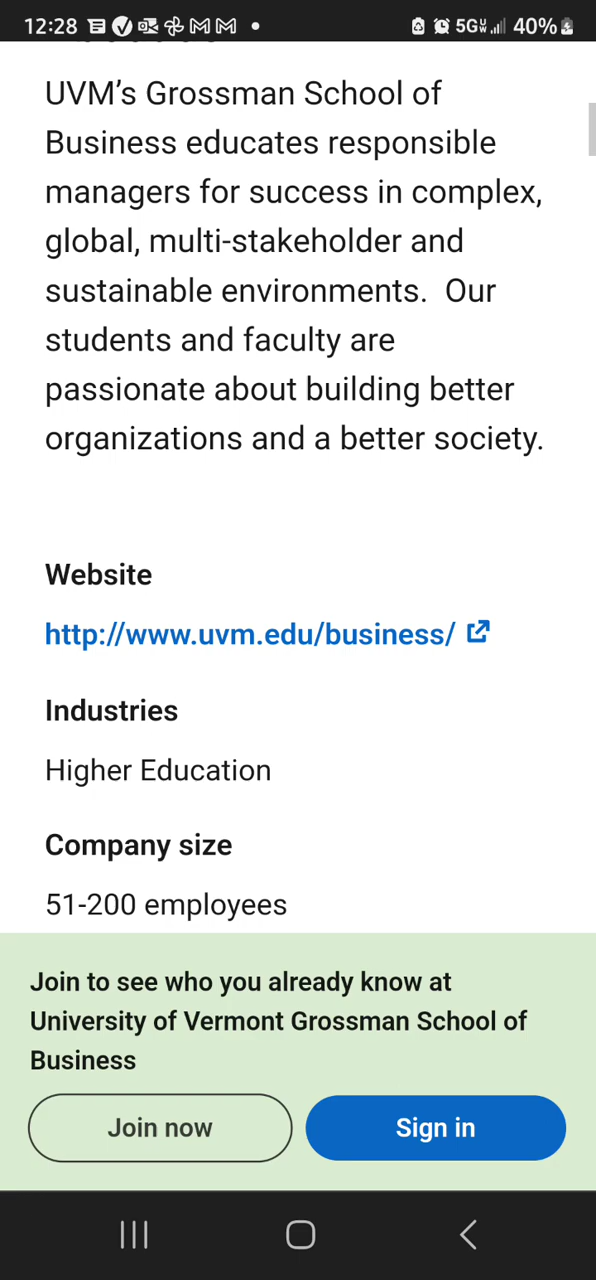 12:28
5G 40%
UVM’s Grossman School of
Business educates responsible
managers for success in complex,
global, multi-stakeholder and
sustainable environments.  Our
students and faculty are
passionate about building better
organizations and a better society.
Website
http://www.uvm.edu/business/
Industries
Higher Education
Company size
51-200 employees
Join to see who you already know at
University of Vermont Grossman School of
Business
Join now
Sign in